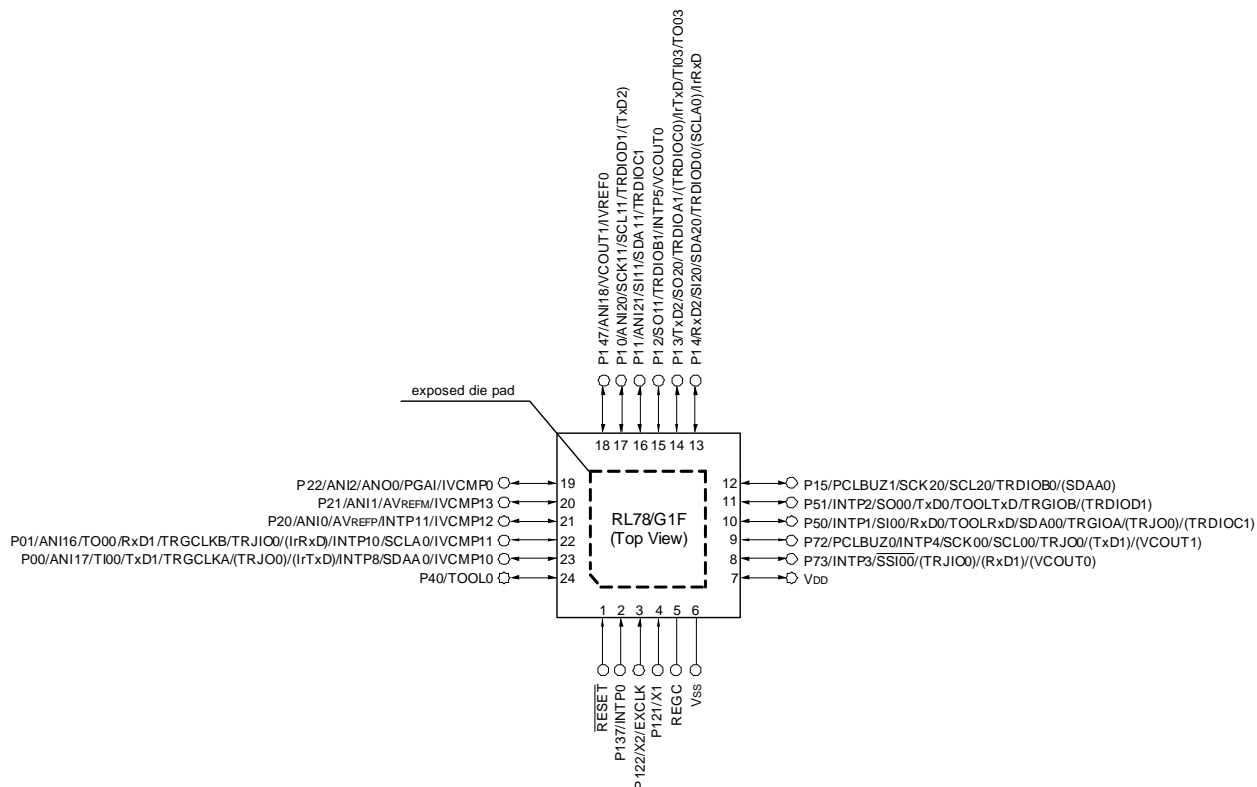 P147/ANI18/VCOUT1/IVREF0
P10/ANI20/SCK11/SCL11/TRDIOD1/(TxD2)
P11/ANI21/SI11/SDA11/TRDIOC1
P12/SO11/TRDIOB1/INTP5/VCOUT0
P13/TxD2/SO20/TRDIOA1/(TRDIOC0)/IrTxD/TI03/TO03
P14/RxD2/SI20/SDA20/TRDIOD0/(SCLA0)/IrRxD
exposed die pad
18 17 16 15 14 13
P22/ANI2/ANO0/PGAI/IVCMP0 19
P21/ANI1/AVREFM/IVCMP13 20
P20/ANI0/AVREFP/INTP11/IVCMP12 21
P01/ANI16/TO00/RxD1/TRGCLKB/TRJIO0/(IrRxD)/INTP10/SCLA0/IVCMP11 22
P00/ANI17/TI00/TxD1/TRGCLKA/(TRJO0)/(IrTxD)/INTP8/SDAA0/IVCMP10 23
P40/TOOL0 24
RL78/G1F
(Top View)
12 P15/PCLBUZ1/SCK20/SCL20/TRDIOB0/(SDAA0)
11 P51/INTP2/SO00/TxD0/TOOLTxD/TRGIOB/(TRDIOD1)
10 P50/INTP1/SI00/RxD0/TOOLRxD/SDA00/TRGIOA/(TRJO0)/(TRDIOC1)
9 P72/PCLBUZ0/INTP4/SCK00/SCL00/TRJO0/(TxD1)/(VCOUT1)
8 P73/INTP3/SSI00/(TRJIO0)/(RxD1)/(VCOUT0)
7 VDD
1 2 3 4 5 6
RESET
P137/INTP0
P122/X2/EXCLK
P121/X1
REGC
VSS